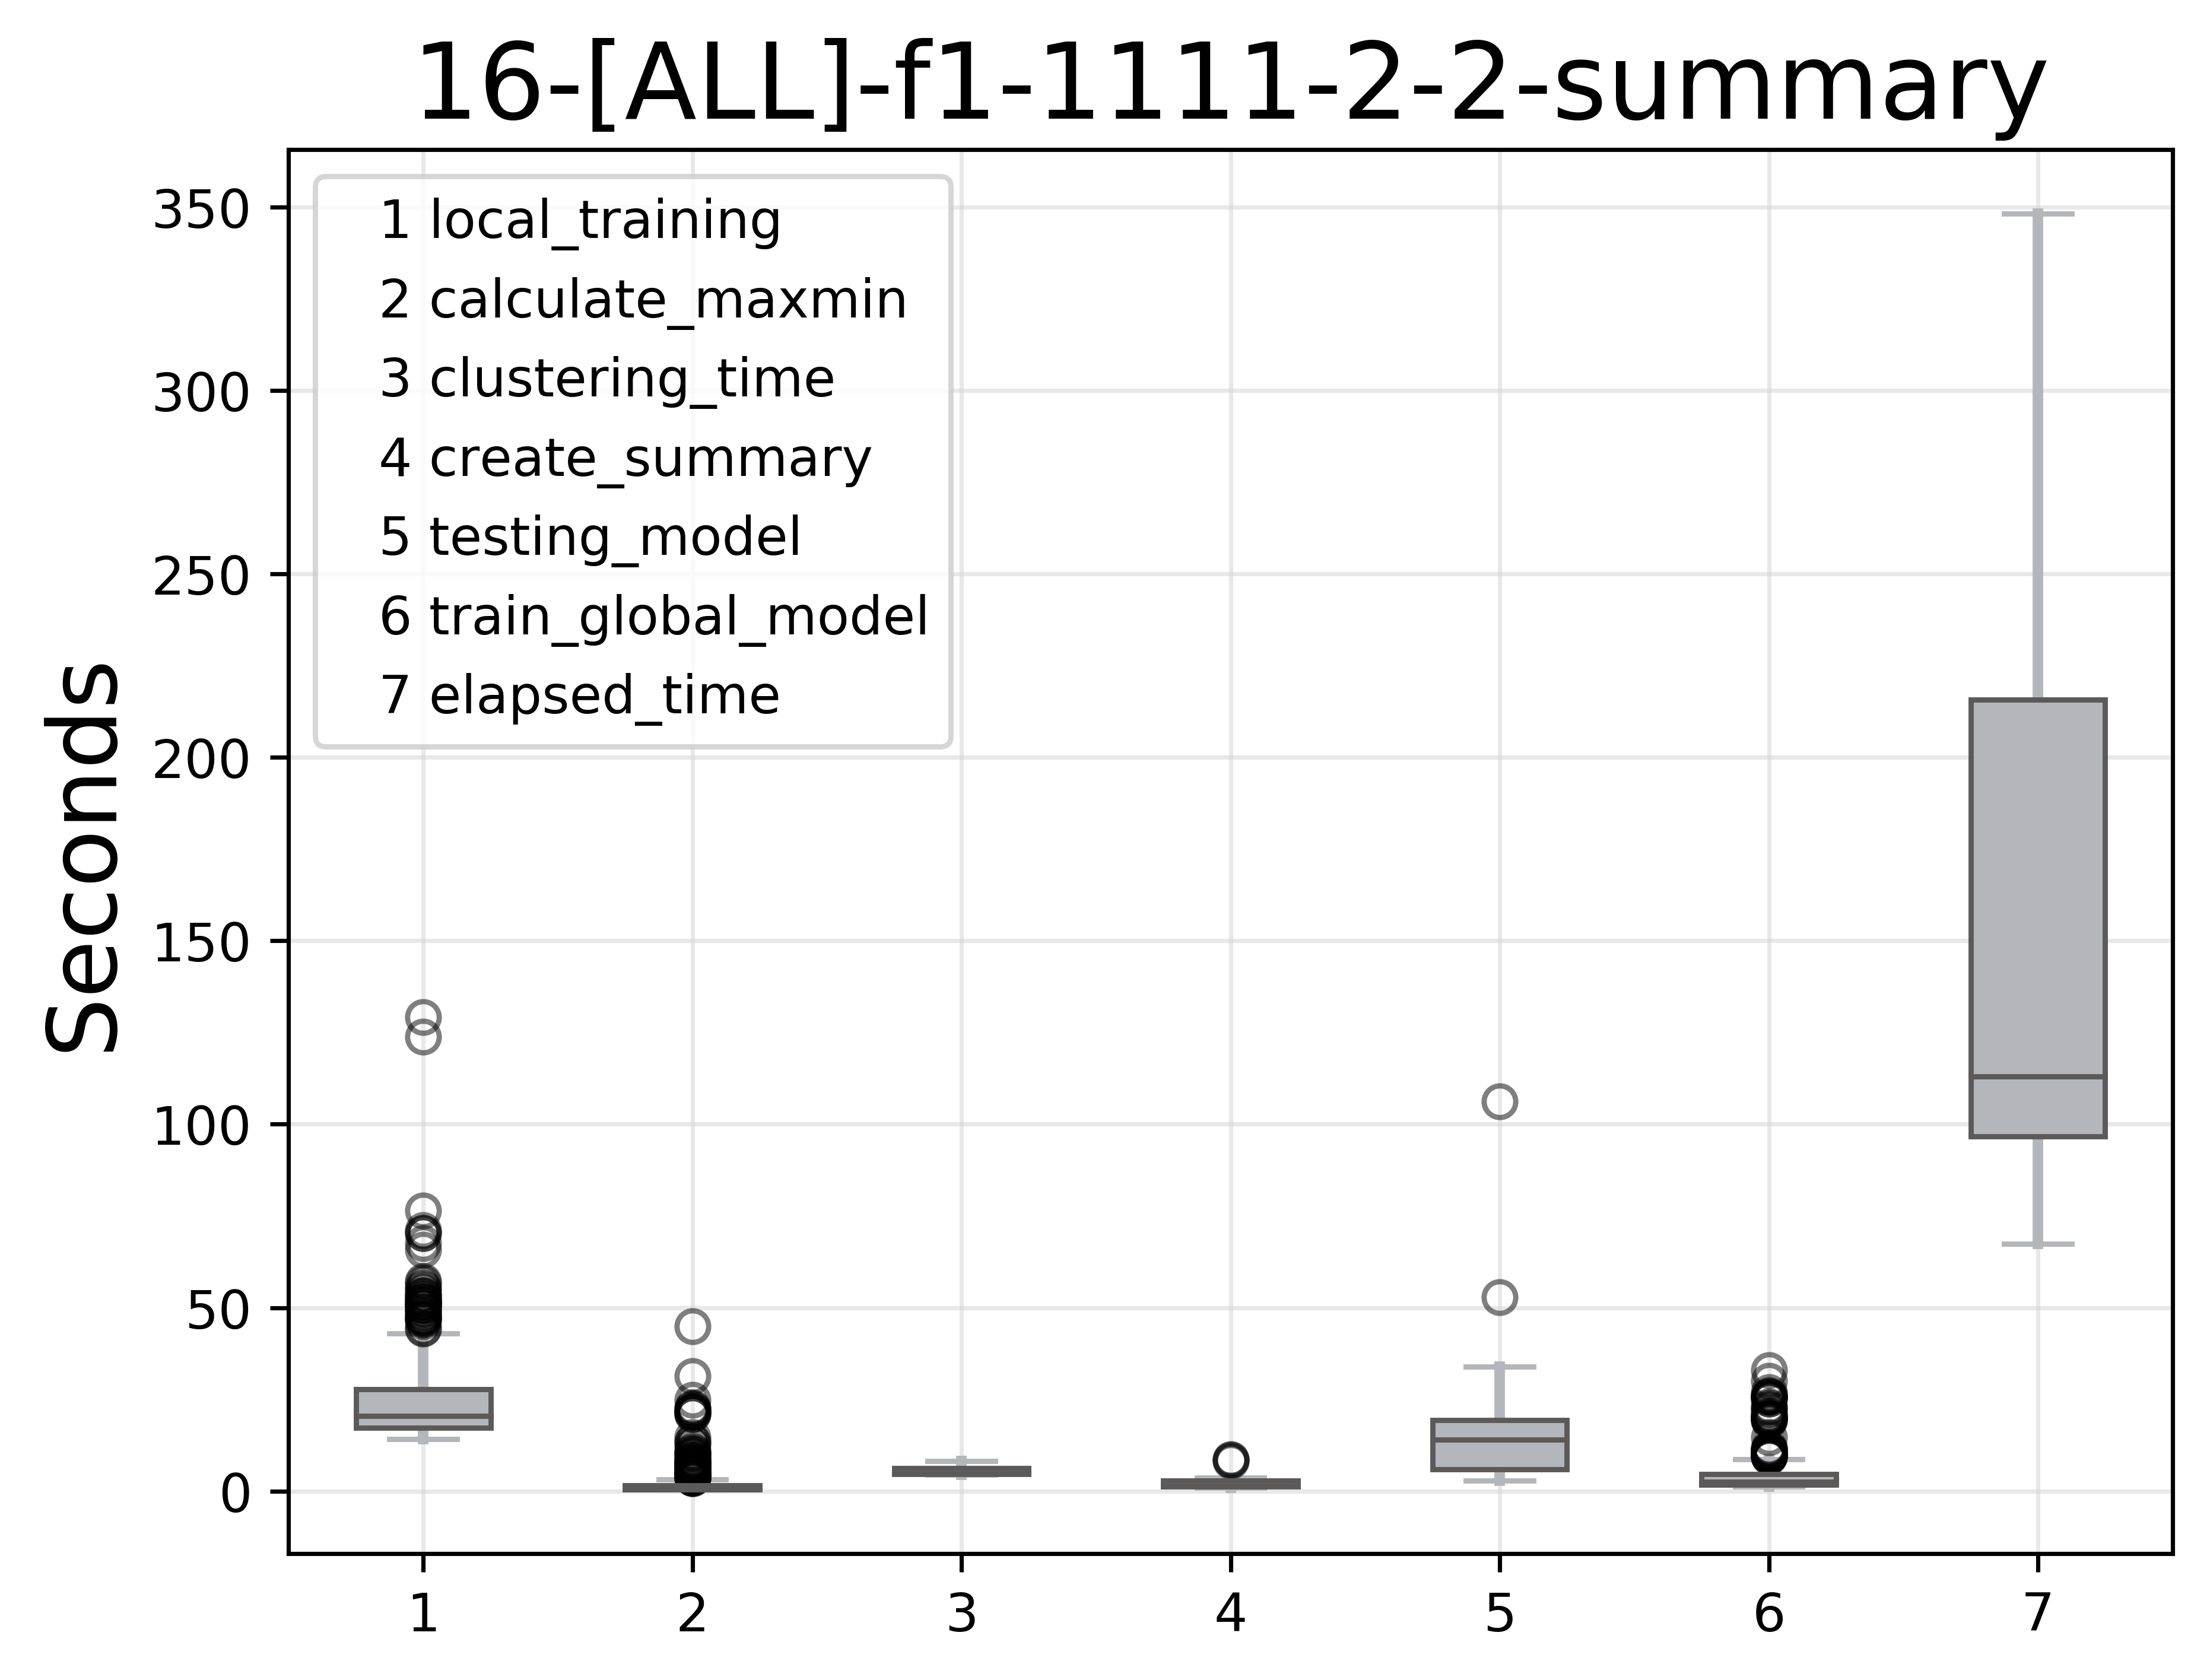 16-[ALL]-f1-1111-2-2-summary
1 local_training
2 calculate_maxmin
3 clustering_time
4 create_summary
5 testing_model
6 train_global_model
7 elapsed_time
Seconds
350
300
250
200
150
100
50
0
1 2 3 4 5 6 7